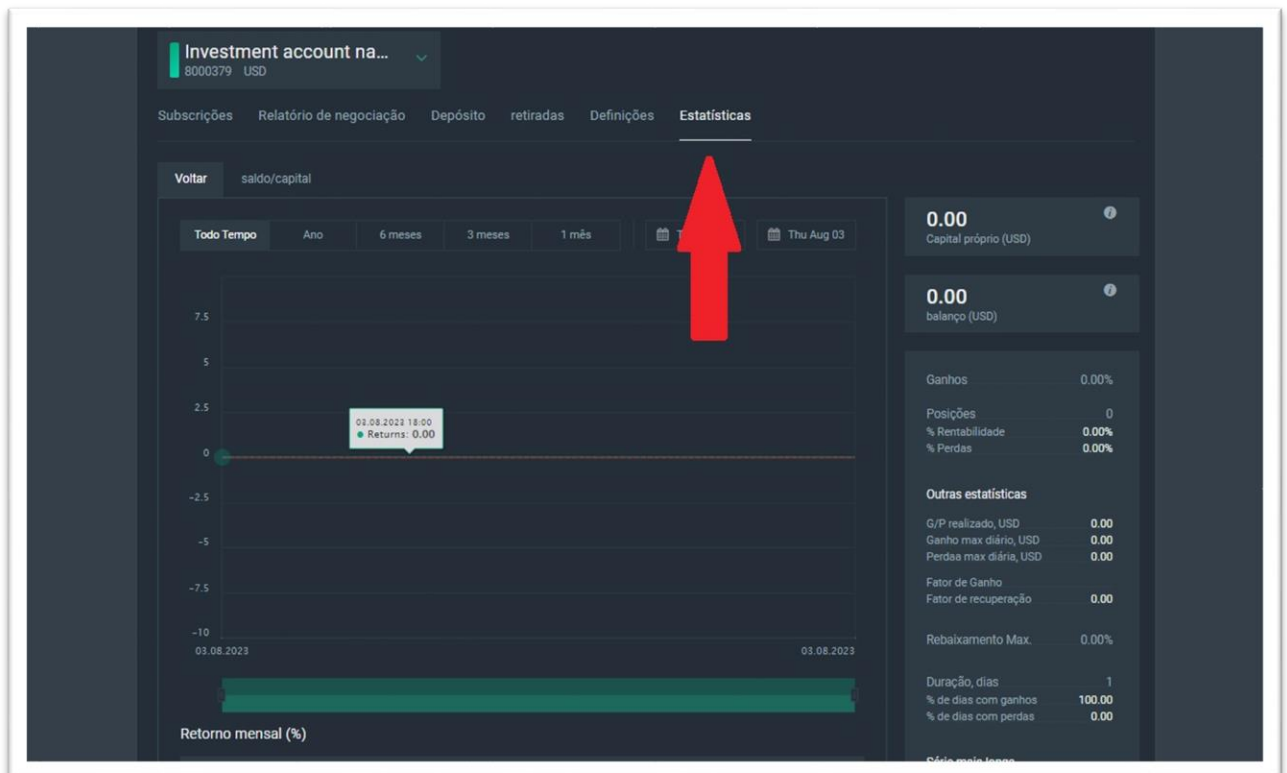 Investment account na...
8000379 USD
Subscrições Relatório de negociação Depósito retiradas Definições Estatísticas
Voltar saldo/capital
Todo Tempo Ano 6 meses 3 meses 1 mês Thu Aug 03
7.5
5
2.5
0
-2.5
-5
-7.5
-10
03.08.2023 18:00
Returns: 0.00
03.08.2023 03.08.2023
Retorno mensal (%)
0.00
Capital próprio (USD)
0.00
balanço (USD)
Ganhos 0.00%
Posições 0
% Rentabilidade 0.00%
% Perdas 0.00%
Outras estatísticas
G/P realizado, USD 0.00
Ganho max diário, USD 0.00
Perdaa max diária, USD 0.00
Fator de Ganho
Fator de recuperação 0.00
Rebaixamento Max. 0.00%
Duração, dias 1
% de dias com ganhos 100.00
% de dias com perdas 0.00
Série mais longa